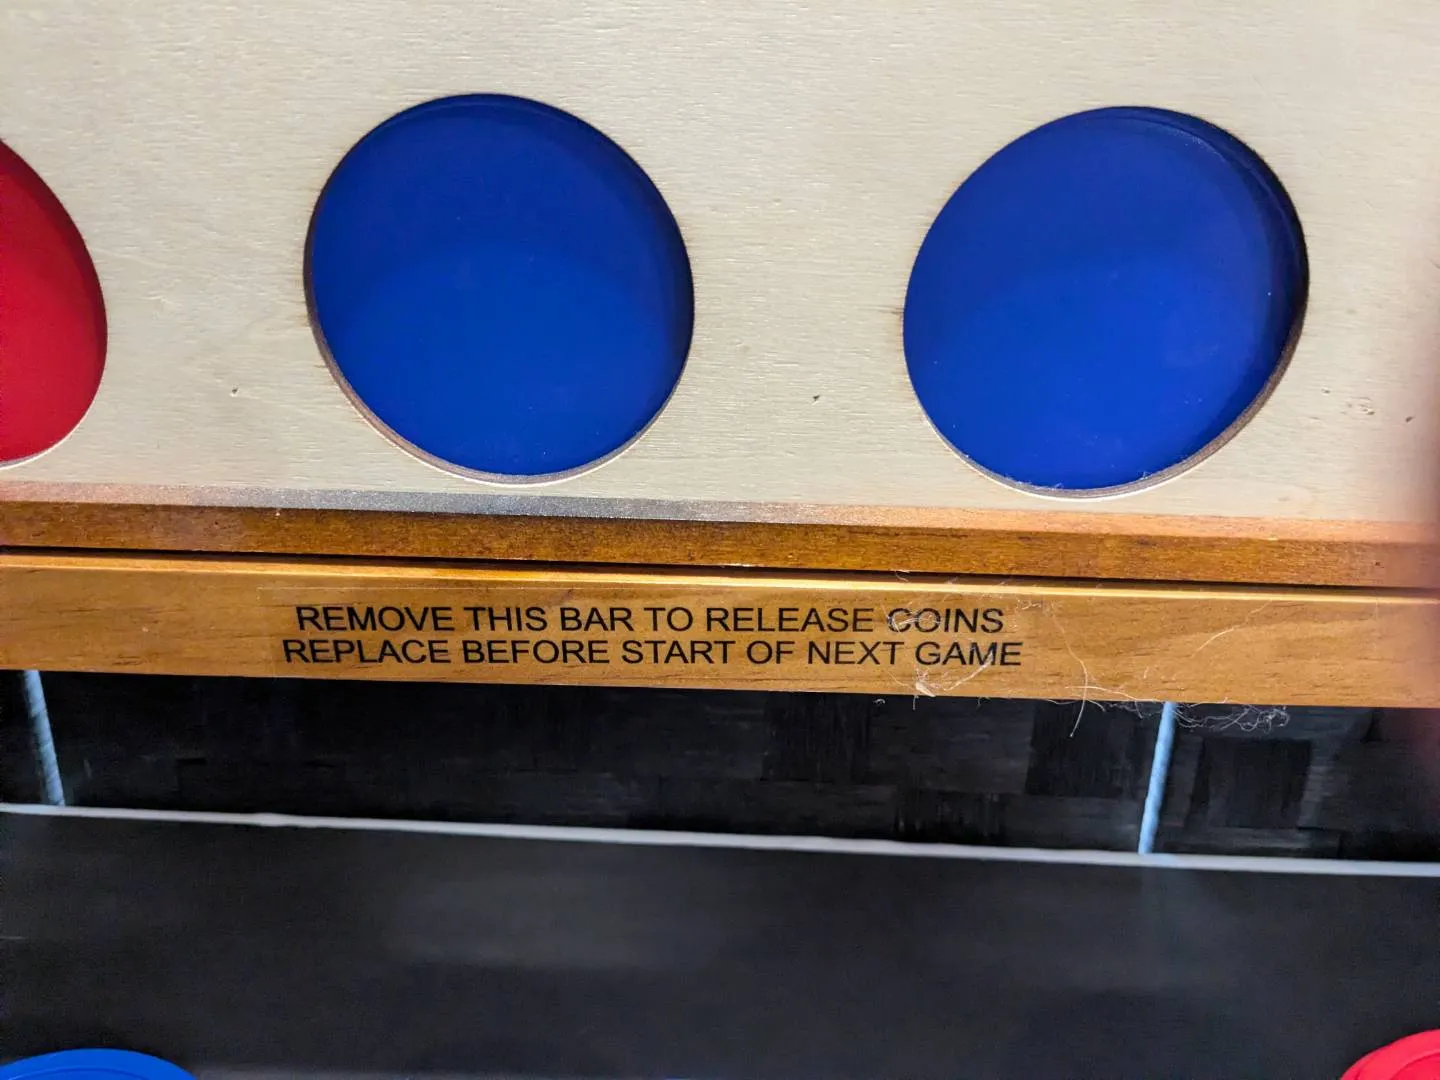 REMOVE THIS BAR TO RELEASE COINS
REPLACE BEFORE START OF NEXT GAME